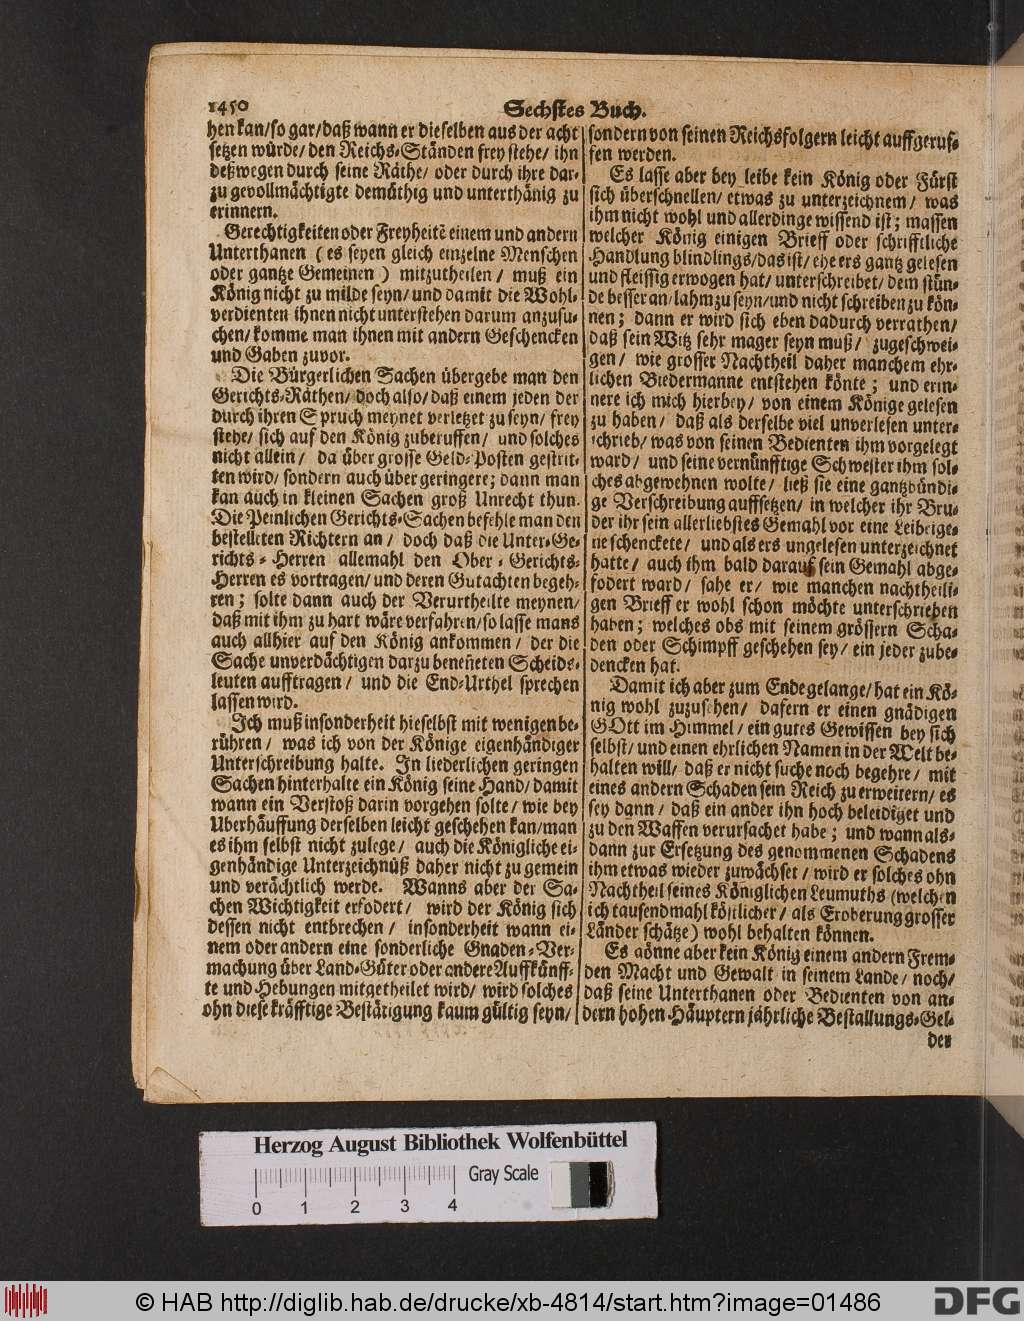 1450
Sechstes Buch.
hen kan/ so gar/ daß wann er dieselben aus der acht
setzen würde/ den Reichs-Ständen frey stehe/ ihn
deßwegen durch seine Räthe/ oder durch ihre dar-
zu gevollmächtigte demüthig und unterthänig zu
erinnern.
Gerechtigkeiten oder Freyheitē einem und andern
Unterthanen ( es seyen gleich einzelne Menschen
oder gantze Gemeinen ) mitzutheilen/ muß ein
König nicht zu milde seyn/ und damit die Wohl-
verdienten ihnen nicht unterstehen darum anzusu-
chen/ komme man ihnen mit andern Geschencken
und Gaben zuvor.
Die Bürgerlichen Sachen übergebe man den
Gerichts-Räthen/ doch also/ daß einem jeden der
durch ihren Spruch meynet verletzet zu seyn/ frey
stehe/ sich auf den König zuberuffen/ und solches
nicht allein/ da über grosse Geld-Posten gestrit-
ten wird/ sondern auch über geringere; dann man
kan auch in kleinen Sachen groß Unrecht thun.
Die Peinlichen Gerichts-Sachen befehle man den
bestelleten Richtern an/ doch daß die Unter-Ge-
richts-Herren allemahl den Ober-Gerichts-
Herren es vortragen/ und deren Gutachten begeh-
ren; solte dann auch der Verurtheilte meynen/
daß mit ihm zu hart wäre verfahren/ so lasse mans
auch allhier auf den König ankommen/ der die
Sache unverdächtigen darzu beneñeten Scheids-
leuten aufftragen/ und die End-Urthel sprechen
lassen wird.
Ich muß insonderheit hieselbst mit wenigen be-
rühren/ was ich von der Könige eigenhändiger
Unterschreibung halte. In liederlichen geringen
Sachen hinterhalte ein König seine Hand/ damit
wann ein Verstoß darin vorgehen solte/ wie bey
Uberhäuffung derselben leicht geschehen kan/ man
es ihm selbst nicht zulege/ auch die Königliche ei-
genhändige Unterzeichnüß daher nicht zu gemein
und verächtlich werde. Wanns aber der Sa-
chen Wichtigkeit erfodert/ wird der König sich
dessen nicht entbrechen/ insonderheit wann ei-
nem oder andern eine sonderliche Gnaden-Ver-
machung über Land-Güter oder andere Auffkünff-
te und Hebungen mitgetheilet wird/ wird solches
ohn diese kräfftige Bestätigung kaum gültig seyn/
sondern von seinen Reichsfolgern leicht auffgeruf-
fen werden.
Es lasse aber bey leibe kein König oder Fürst
sich überschnellen/ etwas zu unterzeichnem/ was
ihm nicht wohl und allerdinge wissend ist; massen
welcher König einigen Brieff oder schrifftliche
Handlung blindlings/ das ist/ ehe ers gantz gelesen
und fleissig erwogen hat/ unterschreibet/ dem stün-
de besser an/ lahm zu seyn/ und nicht schreiben zu kön-
nen; dann er wird sich eben dadurch verrathen/
daß sein Witz sehr mager seyn muß/ zugeschwei-
gen/ wie grosser Nachtheil daher manchem ehr-
lichen Biedermanne entstehen könte; und erin-
nere ich mich hierbey/ von einem Könige gelesen
zu haben/ daß als derselbe viel unverlesen unter-
schrieb/ was von seinen Bedienten ihm vorgelegt
ward/ und seine vernünfftige Schwester ihm sol-
ches abgewehnen wolte/ ließ sie eine gantzbündi-
ge Verschreibung auffsetzen/ in welcher ihr Bru-
der ihr sein allerliebstes Gemahl vor eine Leibeige-
ne schenckete/ und als ers ungelesen unterzeichnet
hatte/ auch ihm bald darauf sein Gemahl abge-
fodert ward/ sahe er/ wie manchen nachtheili-
gen Brieff er wohl schon möchte unterschrieben
haben; welches obs mit seinem grössern Scha-
den oder Schimpff geschehen sey/ ein jeder zube-
dencken hat.
Damit ich aber zum Ende gelange/ hat ein Kö-
nig wohl zuzusehen/ dafern er einen gnädigen
GOtt im Himmel/ ein gutes Gewissen bey sich
selbst/ und einen ehrlichen Namen in der Welt be-
halten will/ daß er nicht suche noch begehre/ mit
eines andern Schaden sein Reich zu erweitern/ es
sey dann/ daß ein ander ihn hoch beleidiget und
zu den Waffen verursachet habe; und wann als-
dann zur Ersetzung des genommenen Schadens
ihm etwas wieder zuwächset/ wird er solches ohn
Nachtheil seines Königlichen Leumuths (welchen
ich tausendmahl köstlicher/ als Eroberung grosser
Länder schätze) wohl behalten können.
Es gönne aber kein König einem andern Frem-
den Macht und Gewalt in seinem Lande/ noch/
daß seine Unterthanen oder Bedienten von an-
dern hohen Häuptern jährliche Bestallungs-Gel-
der
Herzog August Bibliothek Wolfenbüttel
Gray Scale
0 1 2 3 4
© HAB http://diglib.hab.de/drucke/xb-4814/start.htm?image=01486
DFG